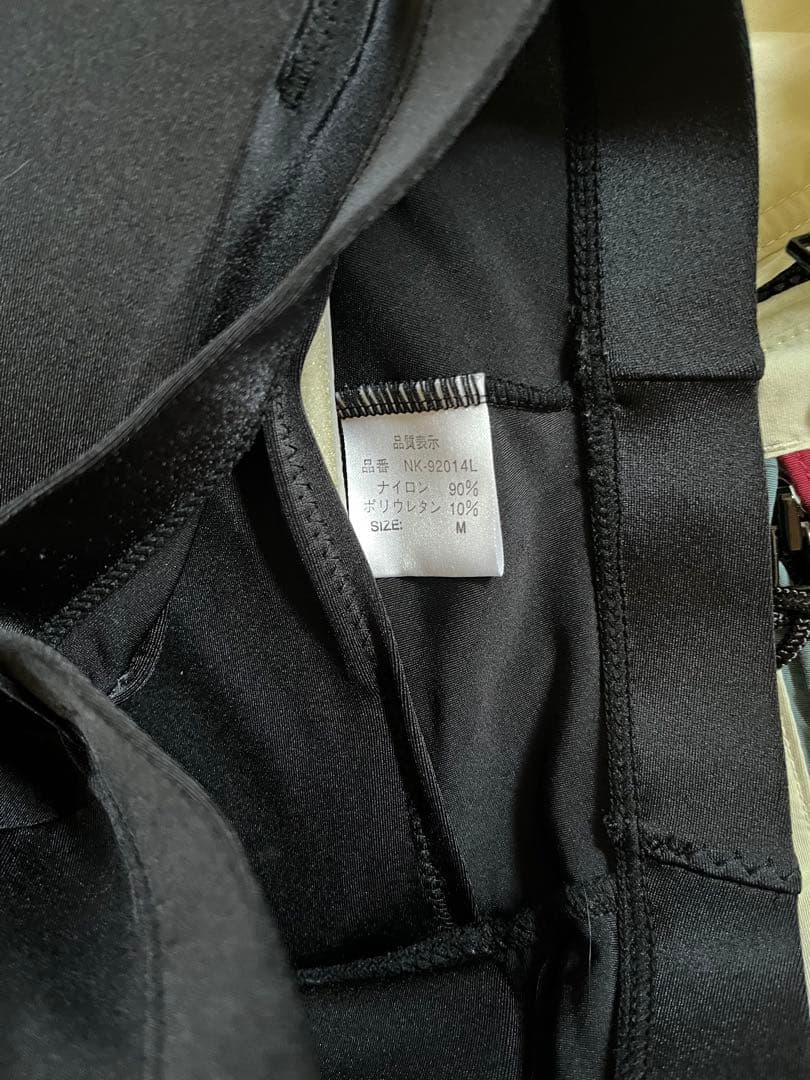 品質表示
品番 NK-92014L
ナイロン 90%
ポリウレタン 10%
SIZE: M